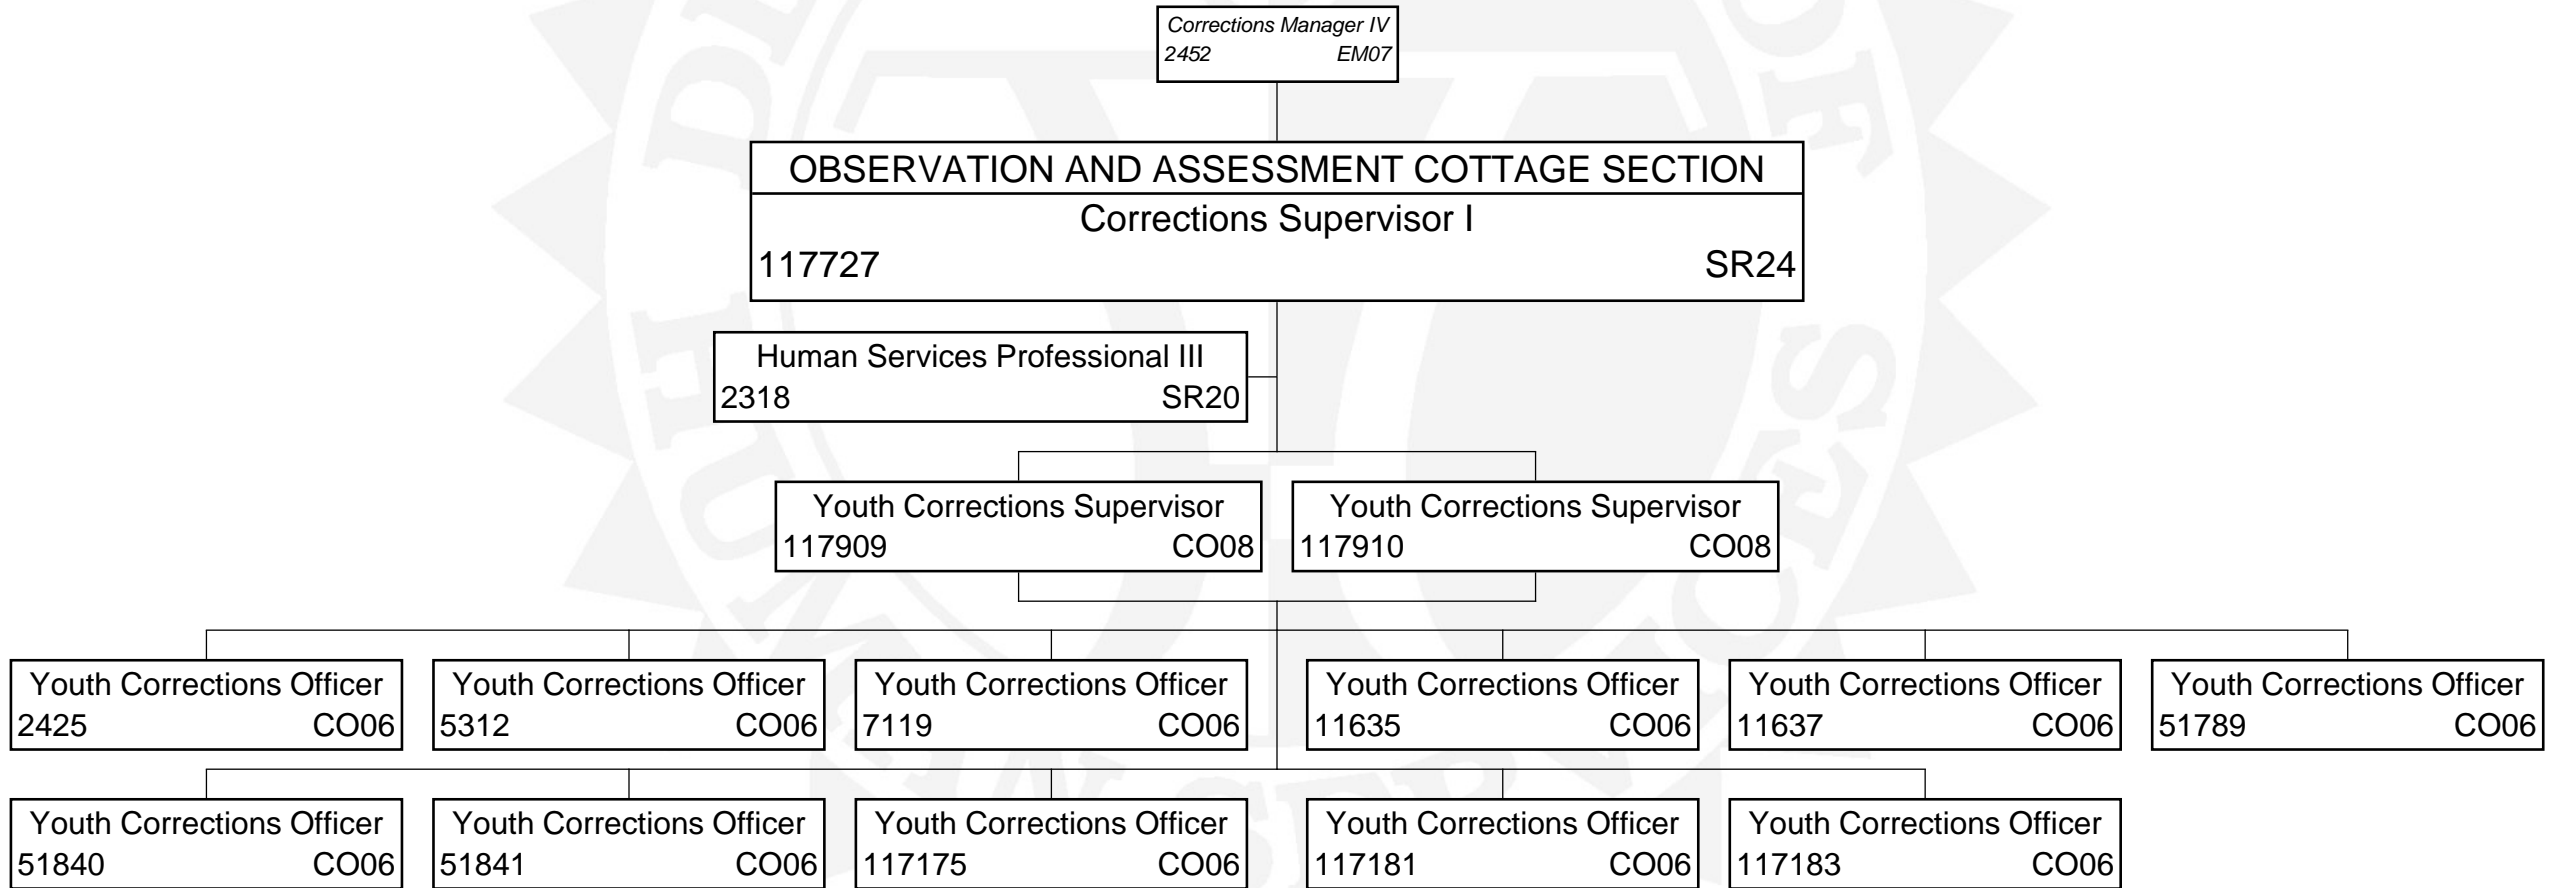 Corrections Manager IV
2452 EM07
OBSERVATION AND ASSESSMENT COTTAGE SECTION
Corrections Supervisor I
117727 SR24
Human Services Professional III
2318 SR20
Youth Corrections Supervisor
117909 CO08
Youth Corrections Supervisor
117910 CO08
Youth Corrections Officer
2425 CO06
Youth Corrections Officer
5312 CO06
Youth Corrections Officer
7119 CO06
Youth Corrections Officer
11635 CO06
Youth Corrections Officer
11637 CO06
Youth Corrections Officer
51789 CO06
Youth Corrections Officer
51840 CO06
Youth Corrections Officer
51841 CO06
Youth Corrections Officer
117175 CO06
Youth Corrections Officer
117181 CO06
Youth Corrections Officer
117183 CO06